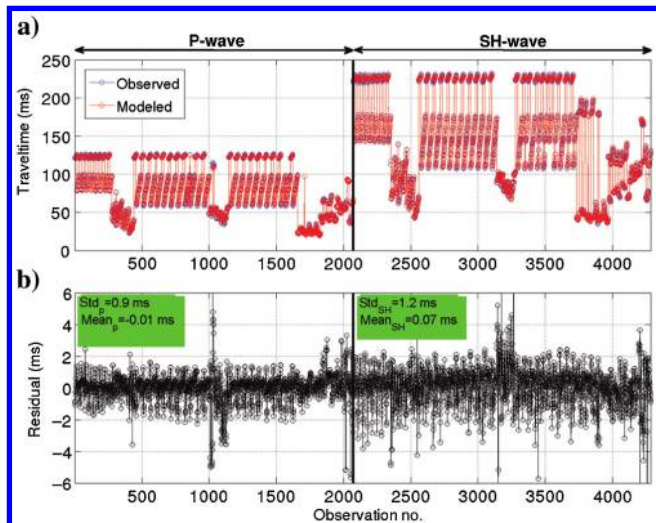 a)
P-wave
SH-wave
250
200
150
100
50
0
Traveltime (ms)
Observed
Modeled
500
1000
1500
2000
2500
3000
3500
4000
b)
6
4
2
0
−2
−4
−6
Residual (ms)
Std_p=0.9 ms
Mean_p=-0.01 ms
Std_SH=1.2 ms
Mean_SH=0.07 ms
500
1000
1500
2000
2500
3000
3500
4000
Observation no.